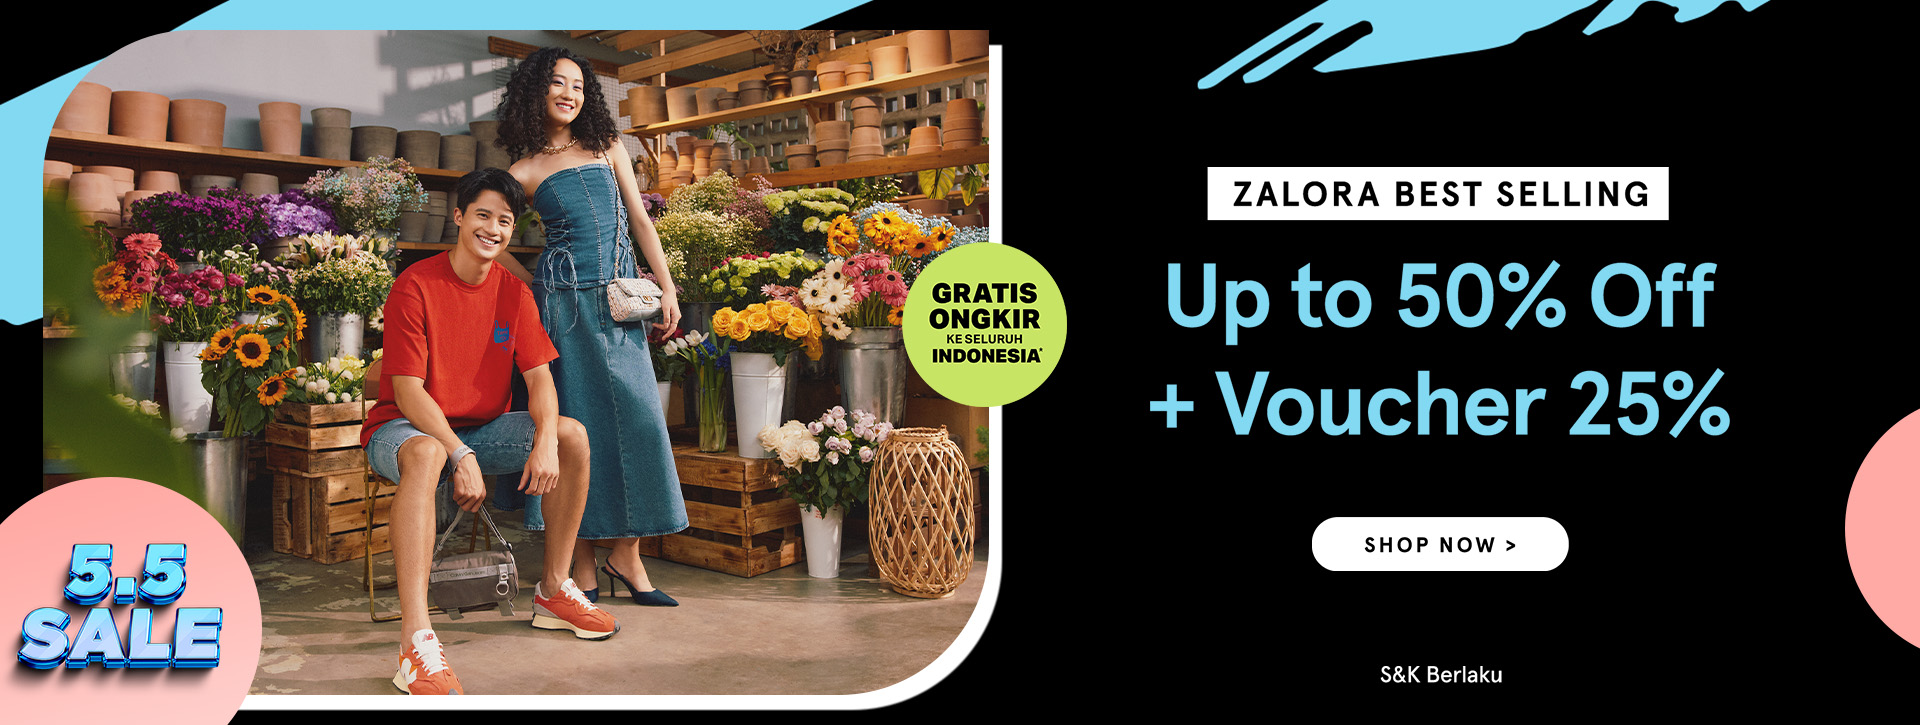 ZALORA BEST SELLING
Up to 50% Off
+ Voucher 25%
SHOP NOW >
S&K Berlaku
GRATIS
ONGKIR
KE SELURUH
INDONESIA*
5.5
SALE